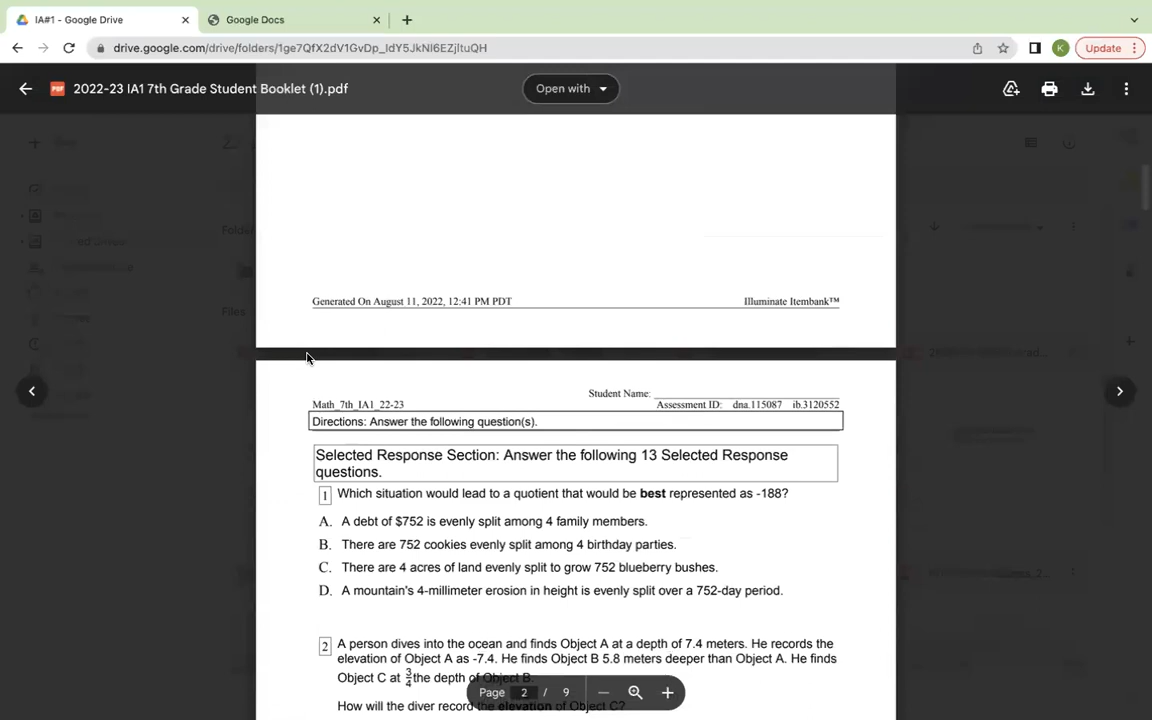 IA#1 - Google Drive
Google Docs
drive.google.com/drive/folders/1ge7QfX2dV1GvDp_IdY5JkNI6EZjltuQH
K
Update
PDF
2022-23 IA1 7th Grade Student Booklet (1).pdf
Open with
Files
Generated On August 11, 2022, 12:41 PM PDT
Illuminate Itembank™
Student Name:
Math_7th_IA1_22-23
Assessment ID: dna.115087 ib.3120552
Directions: Answer the following question(s).
Selected Response Section: Answer the following 13 Selected Response
questions.
1 Which situation would lead to a quotient that would be best represented as -188?
A. A debt of $752 is evenly split among 4 family members.
B. There are 752 cookies evenly split among 4 birthday parties.
C. There are 4 acres of land evenly split to grow 752 blueberry bushes.
D. A mountain's 4-millimeter erosion in height is evenly split over a 752-day period.
2 A person dives into the ocean and finds Object A at a depth of 7.4 meters. He records the
elevation of Object A as -7.4. He finds Object B 5.8 meters deeper than Object A. He finds
Object C at 3/4 the depth of Object B.
How will the diver record the elevation of Object C?
Page 2 / 9